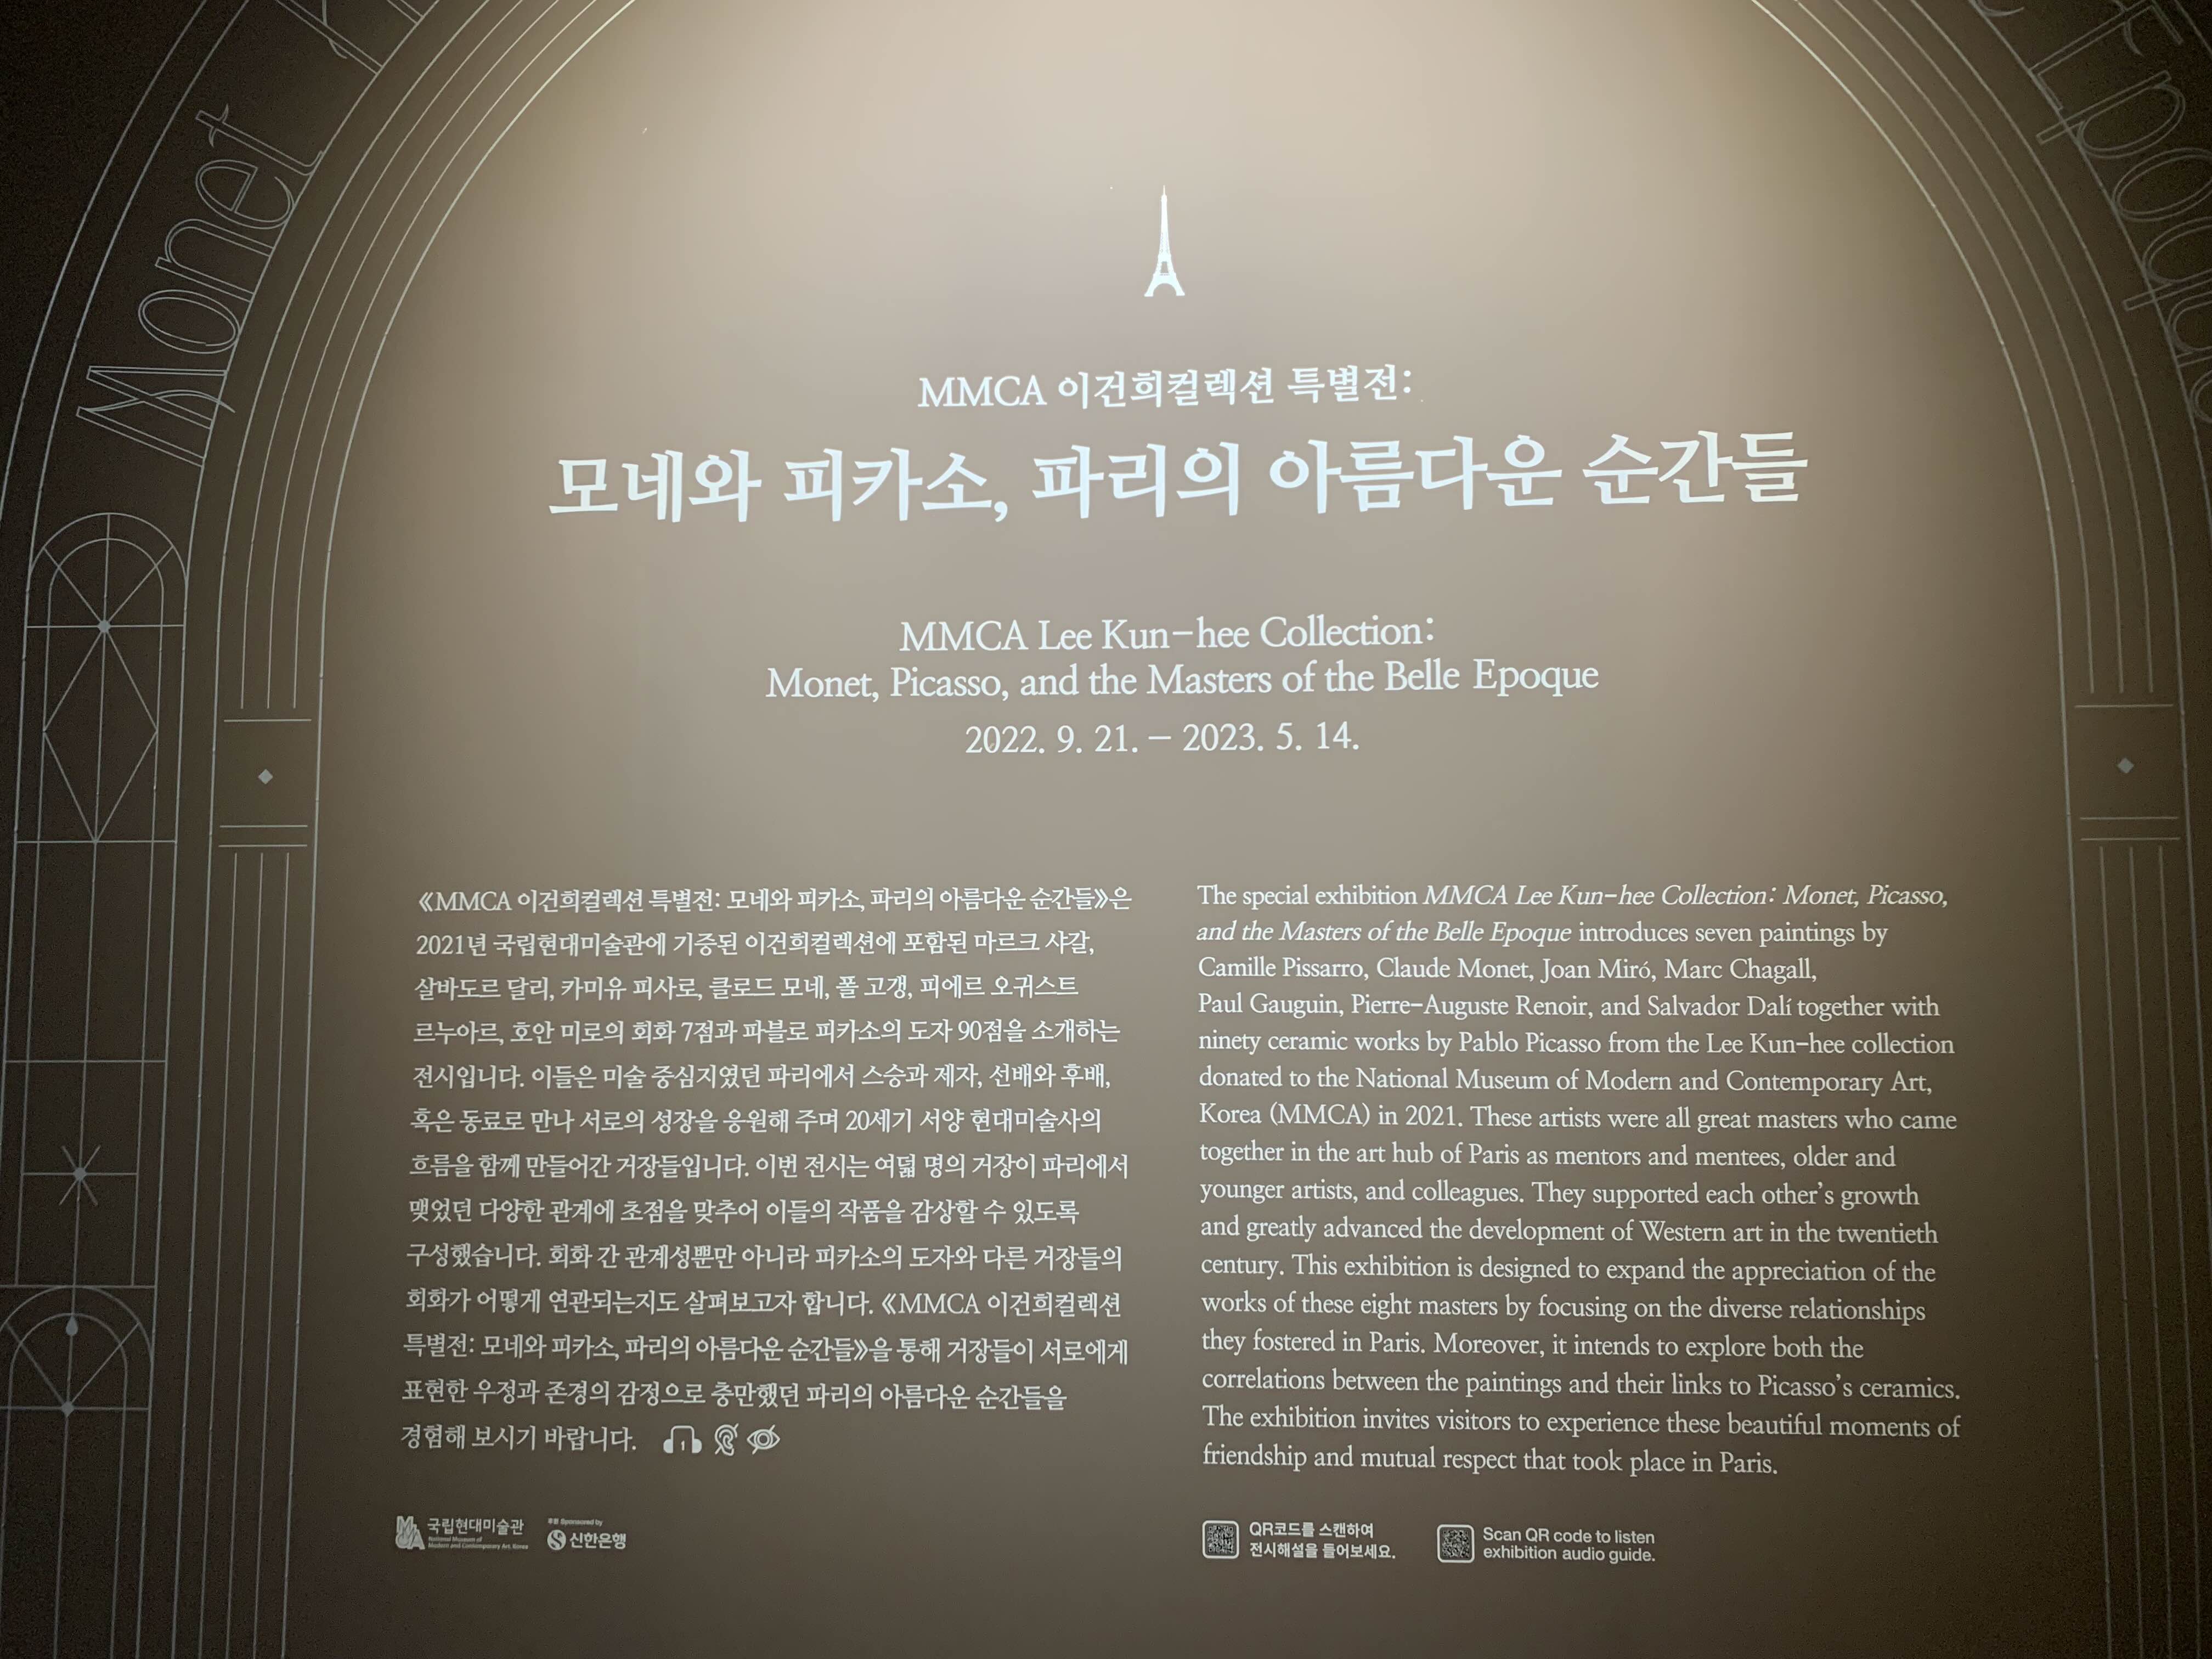 Monet
Epoque
MMCA 이건희컬렉션 특별전:
모네와 피카소, 파리의 아름다운 순간들
MMCA Lee Kun-hee Collection:
Monet, Picasso, and the Masters of the Belle Epoque
2022. 9. 21. – 2023. 5. 14.
《MMCA 이건희컬렉션 특별전: 모네와 피카소, 파리의 아름다운 순간들》은
2021년 국립현대미술관에 기증된 이건희컬렉션에 포함된 마르크 샤갈,
살바도르 달리, 카미유 피사로, 클로드 모네, 폴 고갱, 피에르 오귀스트
르누아르, 호안 미로의 회화 7점과 파블로 피카소의 도자 90점을 소개하는
전시입니다. 이들은 미술 중심지였던 파리에서 스승과 제자, 선배와 후배,
혹은 동료로 만나 서로의 성장을 응원해 주며 20세기 서양 현대미술사의
흐름을 함께 만들어간 거장들입니다. 이번 전시는 여덟 명의 거장이 파리에서
맺었던 다양한 관계에 초점을 맞추어 이들의 작품을 감상할 수 있도록
구성했습니다. 회화 간 관계성뿐만 아니라 피카소의 도자와 다른 거장들의
회화가 어떻게 연관되는지도 살펴보고자 합니다. 《MMCA 이건희컬렉션
특별전: 모네와 피카소, 파리의 아름다운 순간들》을 통해 거장들이 서로에게
표현한 우정과 존경의 감정으로 충만했던 파리의 아름다운 순간들을
경험해 보시기 바랍니다. 1
The special exhibition MMCA Lee Kun-hee Collection: Monet, Picasso,
and the Masters of the Belle Epoque introduces seven paintings by
Camille Pissarro, Claude Monet, Joan Miró, Marc Chagall,
Paul Gauguin, Pierre-Auguste Renoir, and Salvador Dalí together with
ninety ceramic works by Pablo Picasso from the Lee Kun-hee collection
donated to the National Museum of Modern and Contemporary Art,
Korea (MMCA) in 2021. These artists were all great masters who came
together in the art hub of Paris as mentors and mentees, older and
younger artists, and colleagues. They supported each other's growth
and greatly advanced the development of Western art in the twentieth
century. This exhibition is designed to expand the appreciation of the
works of these eight masters by focusing on the diverse relationships
they fostered in Paris. Moreover, it intends to explore both the
correlations between the paintings and their links to Picasso's ceramics.
The exhibition invites visitors to experience these beautiful moments of
friendship and mutual respect that took place in Paris.
국립현대미술관
National Museum of
Modern and Contemporary Art, Korea
후원 Sponsored by
신한은행
QR코드를 스캔하여
전시해설을 들어보세요.
Scan QR code to listen
exhibition audio guide.